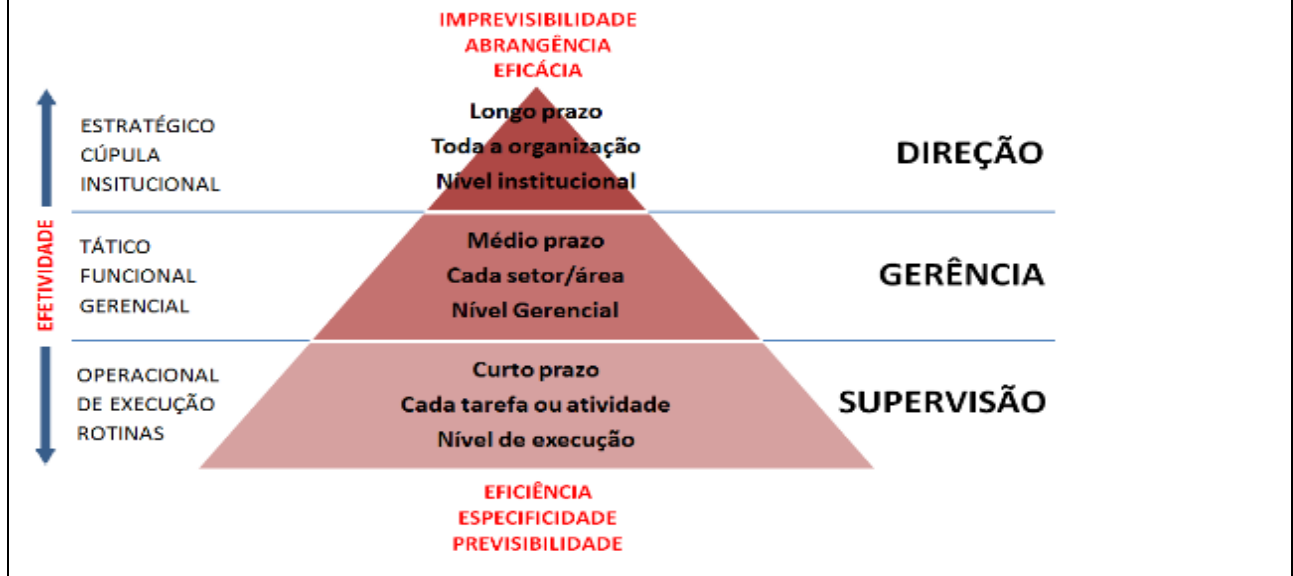 IMPREVISIBILIDADE
ABRANGÊNCIA
EFICÁCIA
ESTRATÉGICO
CÚPULA
INSITUCIONAL
Longo prazo
Toda a organização
Nível institucional
DIREÇÃO
EFETIVIDADE
TÁTICO
FUNCIONAL
GERENCIAL
Médio prazo
Cada setor/área
Nível Gerencial
GERÊNCIA
OPERACIONAL
DE EXECUÇÃO
ROTINAS
Curto prazo
Cada tarefa ou atividade
Nível de execução
SUPERVISÃO
EFICIÊNCIA
ESPECIFICIDADE
PREVISIBILIDADE